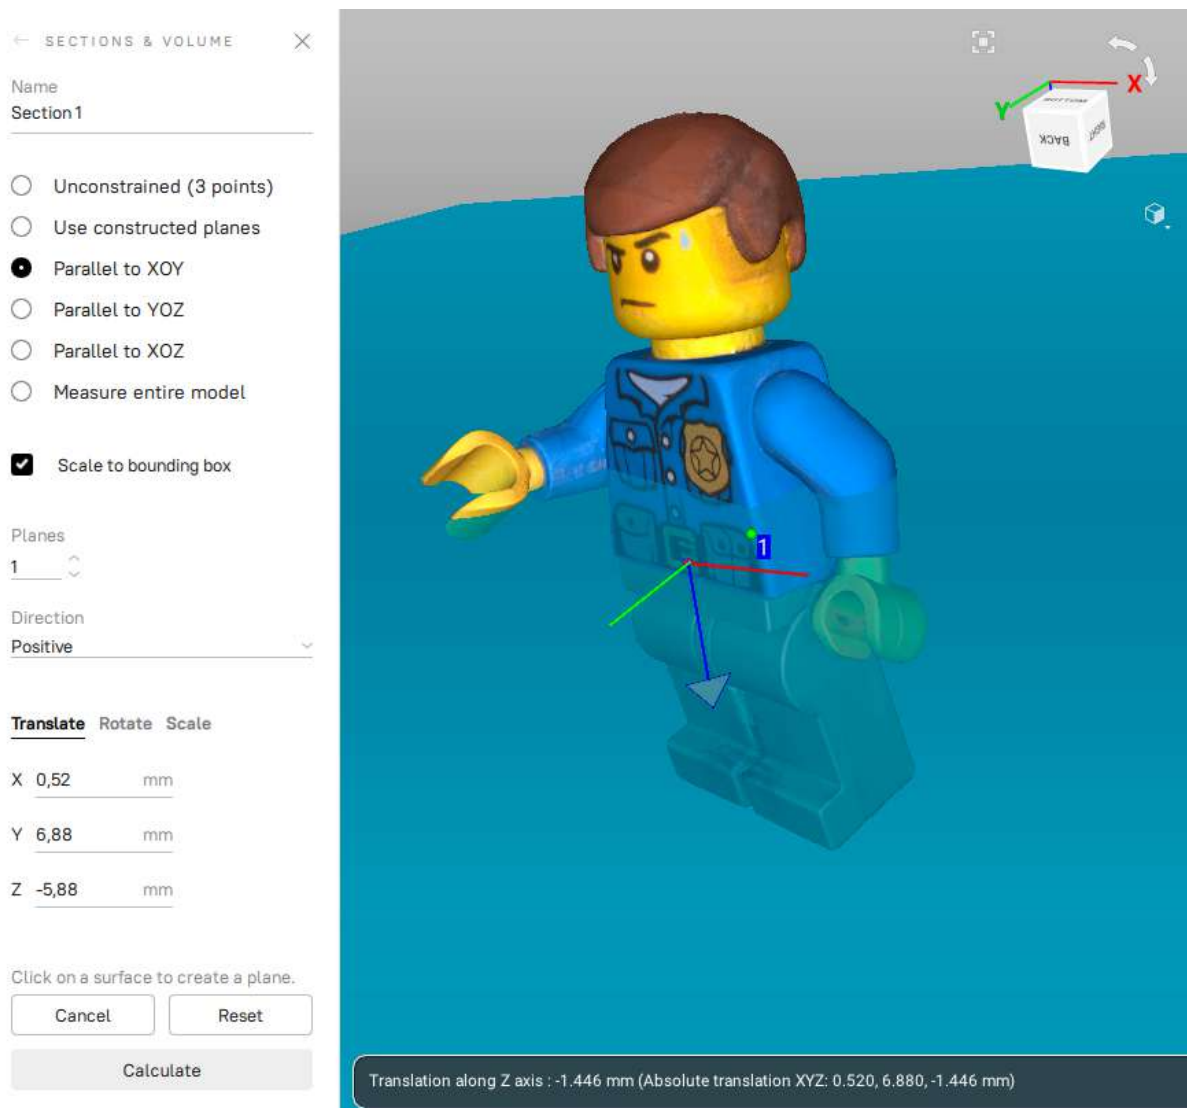 SECTIONS & VOLUME
Name
Section 1
Unconstrained (3 points)
Use constructed planes
Parallel to XOY
Parallel to YOZ
Parallel to XOZ
Measure entire model
Scale to bounding box
Planes
1
Direction
Positive
Translate Rotate Scale
X 0,52 mm
Y 6,88 mm
Z -5,88 mm
Click on a surface to create a plane.
Cancel Reset
Calculate
X
Y
BOTTOM
BACK
RIGHT
1
Translation along Z axis : -1.446 mm (Absolute translation XYZ: 0.520, 6.880, -1.446 mm)